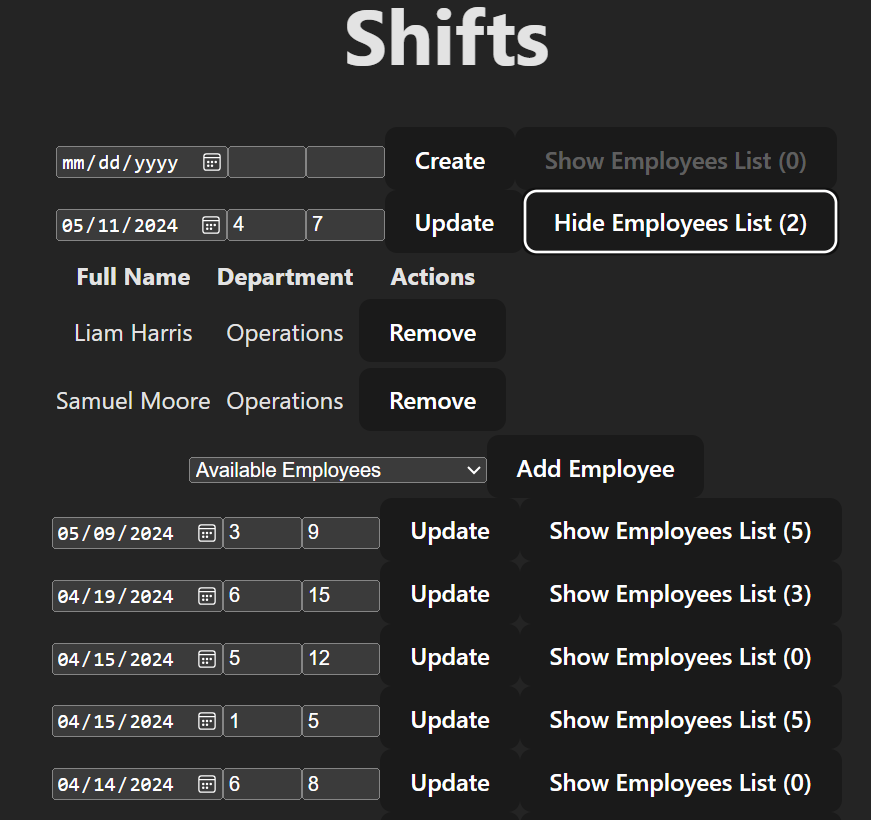 Shifts
mm/dd/yyyy Create Show Employees List (0)
05/11/2024 4 7 Update Hide Employees List (2)
Full Name Department Actions
Liam Harris Operations Remove
Samuel Moore Operations Remove
Available Employees Add Employee
05/09/2024 3 9 Update Show Employees List (5)
04/19/2024 6 15 Update Show Employees List (3)
04/15/2024 5 12 Update Show Employees List (0)
04/15/2024 1 5 Update Show Employees List (5)
04/14/2024 6 8 Update Show Employees List (0)